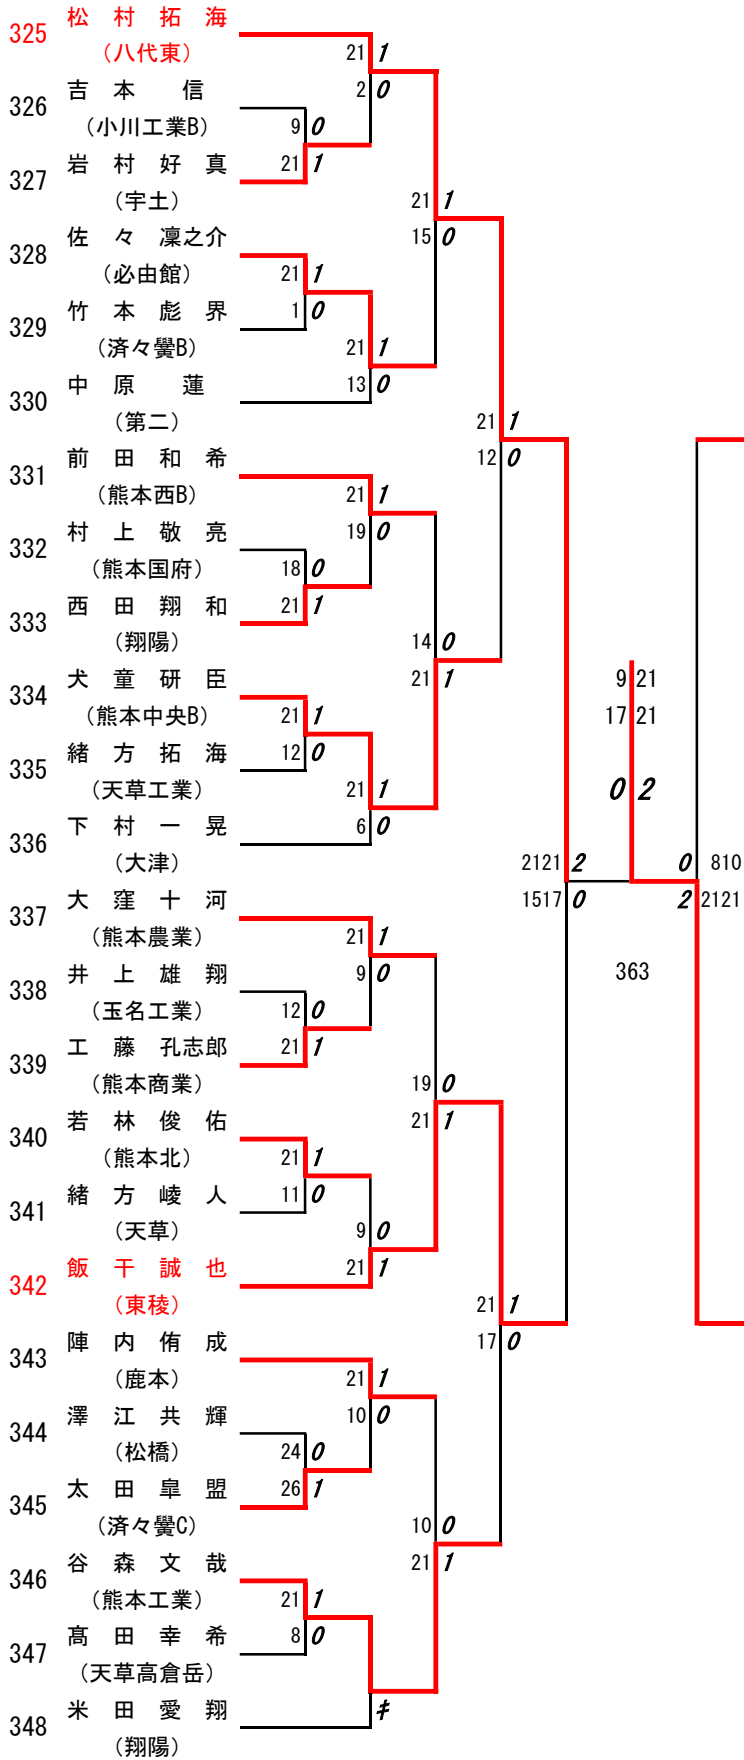 325 松村拓海
(八代東)
21 1
2 0
326 吉本 信
(小川工業B)
9 0
327 岩村好真
21 1
(宇土)
21 1
15 0
328 佐々 凜之介
(必由館)
21 1
329 竹本彪界
1 0
(済々黌B)
21 1
330 中原 蓮
13 0
(第二)
21 1
12 0
331 前田和希
(熊本西B)
21 1
332 村上敬亮
19 0
(熊本国府)
18 0
333 西田翔和
21 1
(翔陽)
14 0
21 1
334 犬童研臣
(熊本中央B)
21 1
335 緒方拓海
12 0
(天草工業)
21 1
336 下村一晃
6 0
(大津)
9 21
17 21
0 2
2121 2
1517 0
0 810
2 2121
363
337 大窪十河
(熊本農業)
21 1
338 井上雄翔
9 0
(玉名工業)
12 0
339 工藤孔志郎
21 1
(熊本商業)
19 0
21 1
340 若林俊佑
(熊本北)
21 1
341 緒方崚人
11 0
(天草)
9 0
342 飯干誠也
21 1
(東稜)
21 1
17 0
343 陣内侑成
(鹿本)
21 1
344 澤江共輝
10 0
(松橋)
24 0
345 太田皐盟
26 1
(済々黌C)
10 0
21 1
346 谷森文哉
(熊本工業)
21 1
347 髙田幸希
8 0
(天草高倉岳)
348 米田愛翔
キ
(翔陽)